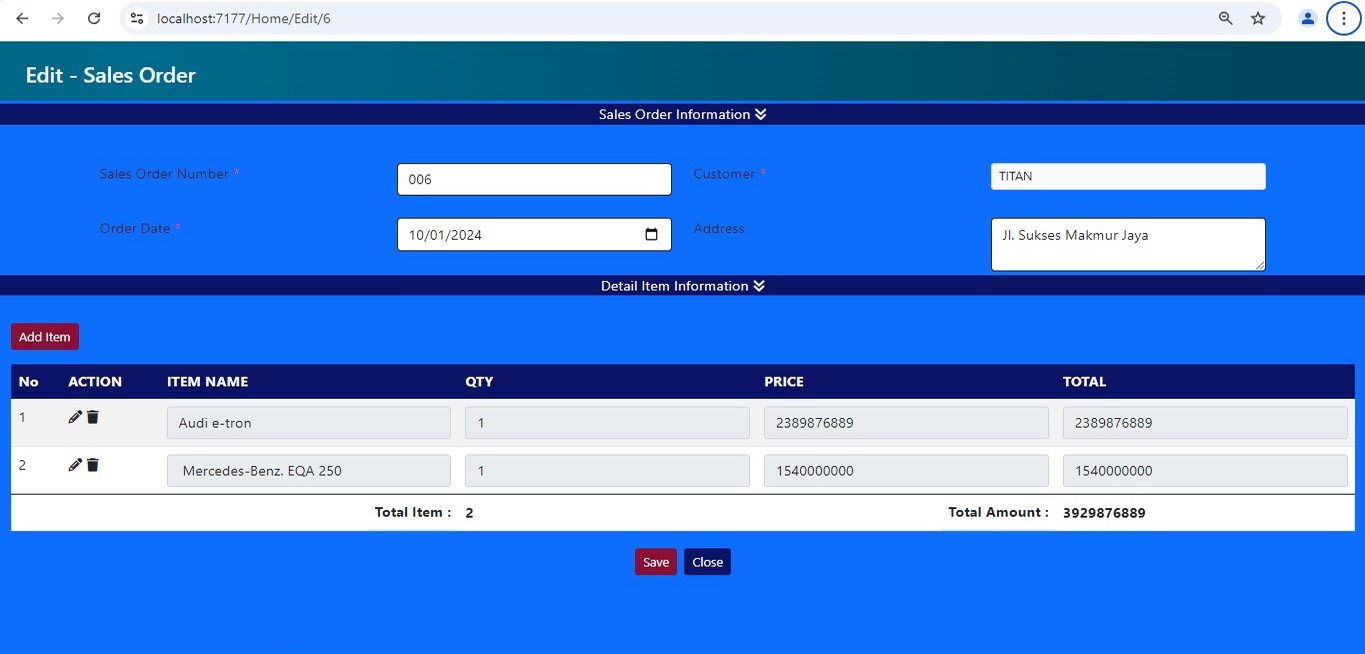 localhost:7177/Home/Edit/6
Edit - Sales Order
Sales Order Information
Sales Order Number * 006 Customer * TITAN
Order Date * 10/01/2024 Address Jl. Sukses Makmur Jaya
Detail Item Information
Add Item
No ACTION ITEM NAME QTY PRICE TOTAL
1 Audi e-tron 1 2389876889 2389876889
2 Mercedes-Benz. EQA 250 1 1540000000 1540000000
Total Item : 2 Total Amount : 3929876889
Save Close